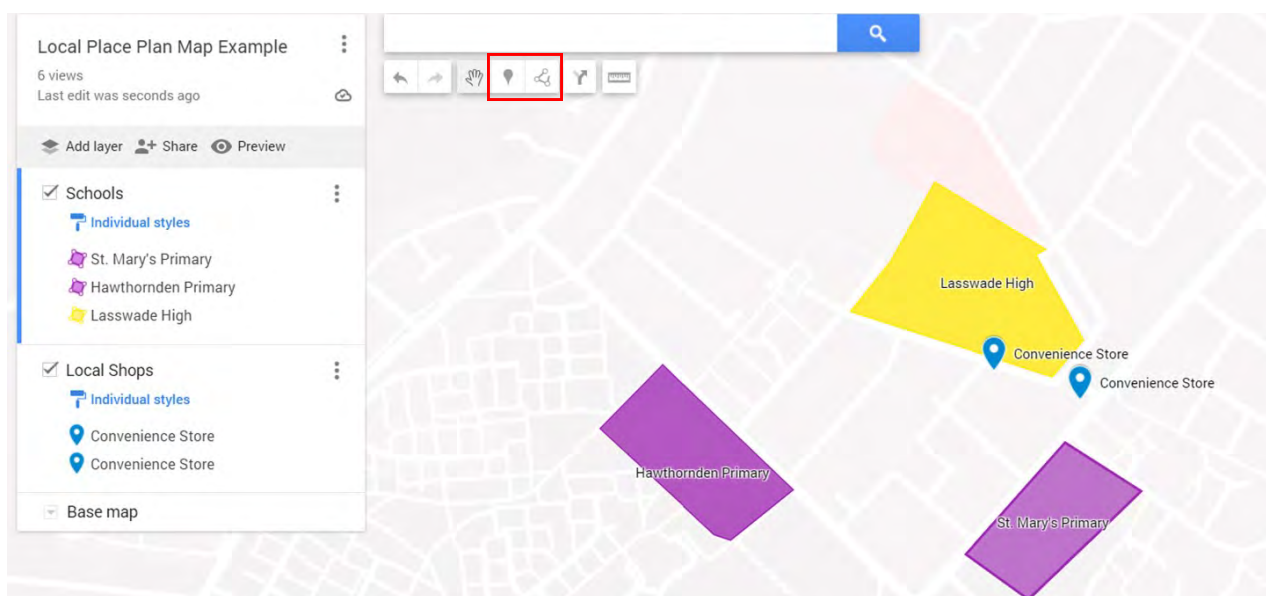 Local Place Plan Map Example
6 views
Last edit was seconds ago
Add layer Share Preview
Schools
Individual styles
St. Mary's Primary
Hawthornden Primary
Lasswade High
Local Shops
Individual styles
Convenience Store
Convenience Store
Base map
Lasswade High
Convenience Store
Convenience Store
Hawthornden Primary
St. Mary's Primary